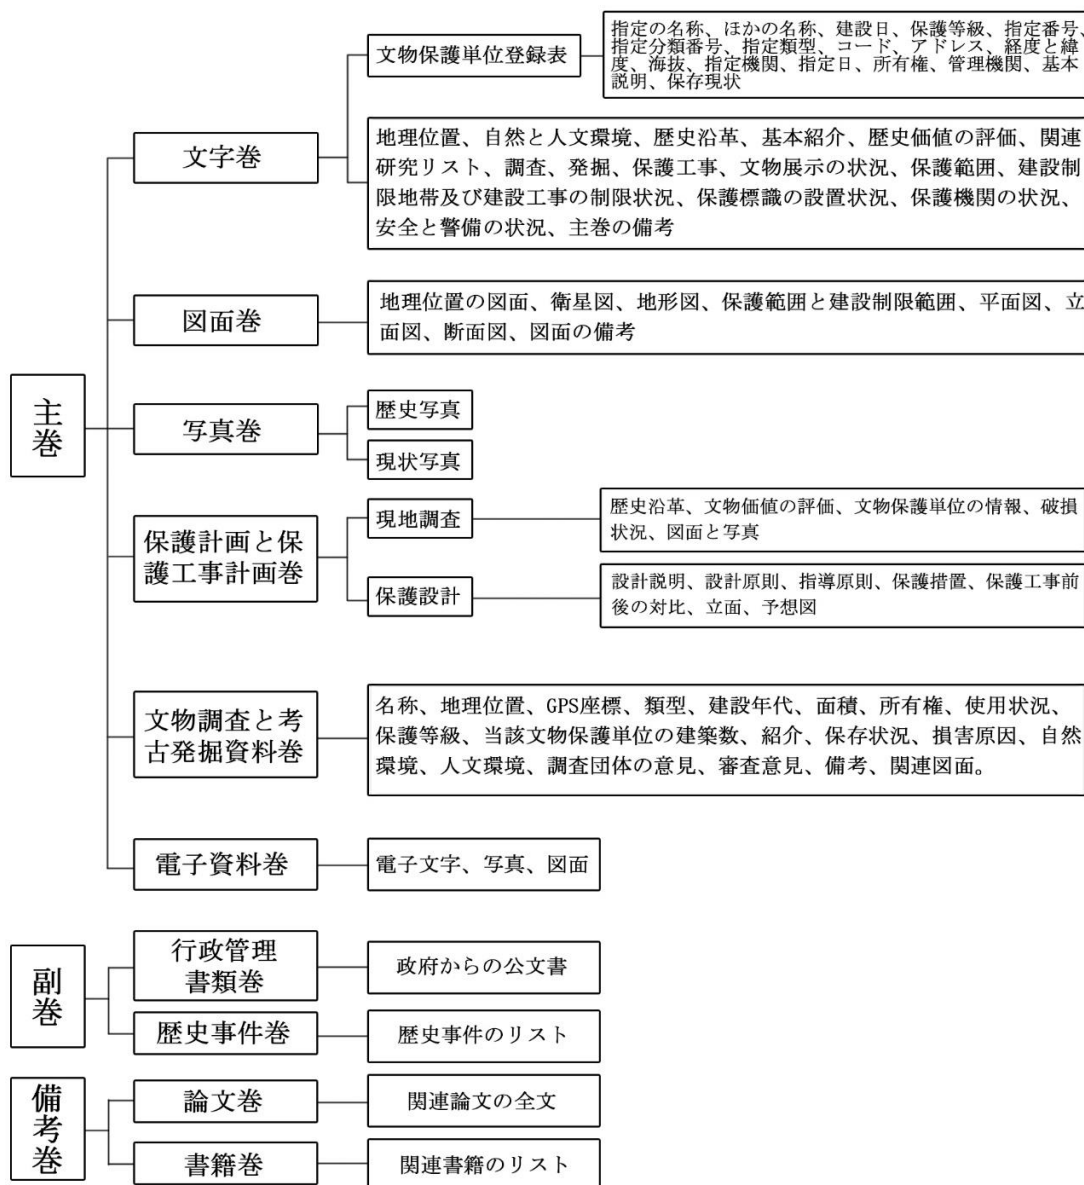 主巻
文字巻
文物保護単位登録表
指定の名称、ほかの名称、建設日、保護等級、指定番号、
指定分類番号、指定類型、コード、アドレス、経度と緯
度、海抜、指定機関、指定日、所有権、管理機関、基本
説明、保存現状
地理位置、自然と人文環境、歴史沿革、基本紹介、歴史価値の評価、関連
研究リスト、調査、発掘、保護工事、文物展示の状況、保護範囲、建設制
限地帯及び建設工事の制限状況、保護標識の設置状況、保護機関の状況、
安全と警備の状況、主巻の備考
図面巻
地理位置の図面、衛星図、地形図、保護範囲と建設制限範囲、平面図、立
面図、断面図、図面の備考
写真巻
歴史写真
現状写真
保護計画と保
護工事計画巻
現地調査
歴史沿革、文物価値の評価、文物保護単位の情報、破損
状況、図面と写真
保護設計
設計説明、設計原則、指導原則、保護措置、保護工事前
後の対比、立面、予想図
文物調査と考
古発掘資料巻
名称、地理位置、GPS座標、類型、建設年代、面積、所有権、使用状況、
保護等級、当該文物保護単位の建築数、紹介、保存状況、損害原因、自然
環境、人文環境、調査団体の意見、審査意見、備考、関連図面。
電子資料巻
電子文字、写真、図面
副巻
行政管理
書類巻
政府からの公文書
歴史事件巻
歴史事件のリスト
備考巻
論文巻
関連論文の全文
書籍巻
関連書籍のリスト